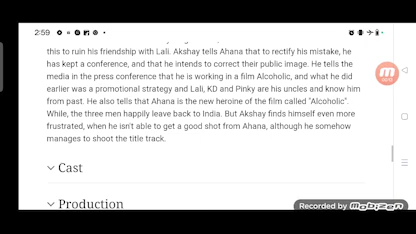 2:59
this to ruin his friendship with Lali. Akshay tells Ahana that to rectify his mistake, he
has kept a conference, and that he intends to correct their public image. He tells the
media in the press conference that he is working in a film Alcoholic, and what he did
earlier was a promotional strategy and Lali, KD and Pinky are his uncles and know him
from past. He also tells that Ahana is the new heroine of the film called "Alcoholic".
While, the three men happily leave back to India. But Akshay finds himself even more
frustrated, when he isn't able to get a good shot from Ahana, although he somehow
manages to shoot the title track.
Cast
Production
Recorded by Mobizen